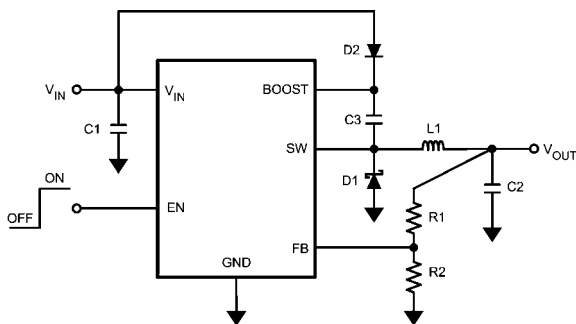 D2
V_IN
V_IN
BOOST
C1
C3
SW
L1
V_OUT
ON
D1
C2
OFF
EN
R1
FB
GND
R2